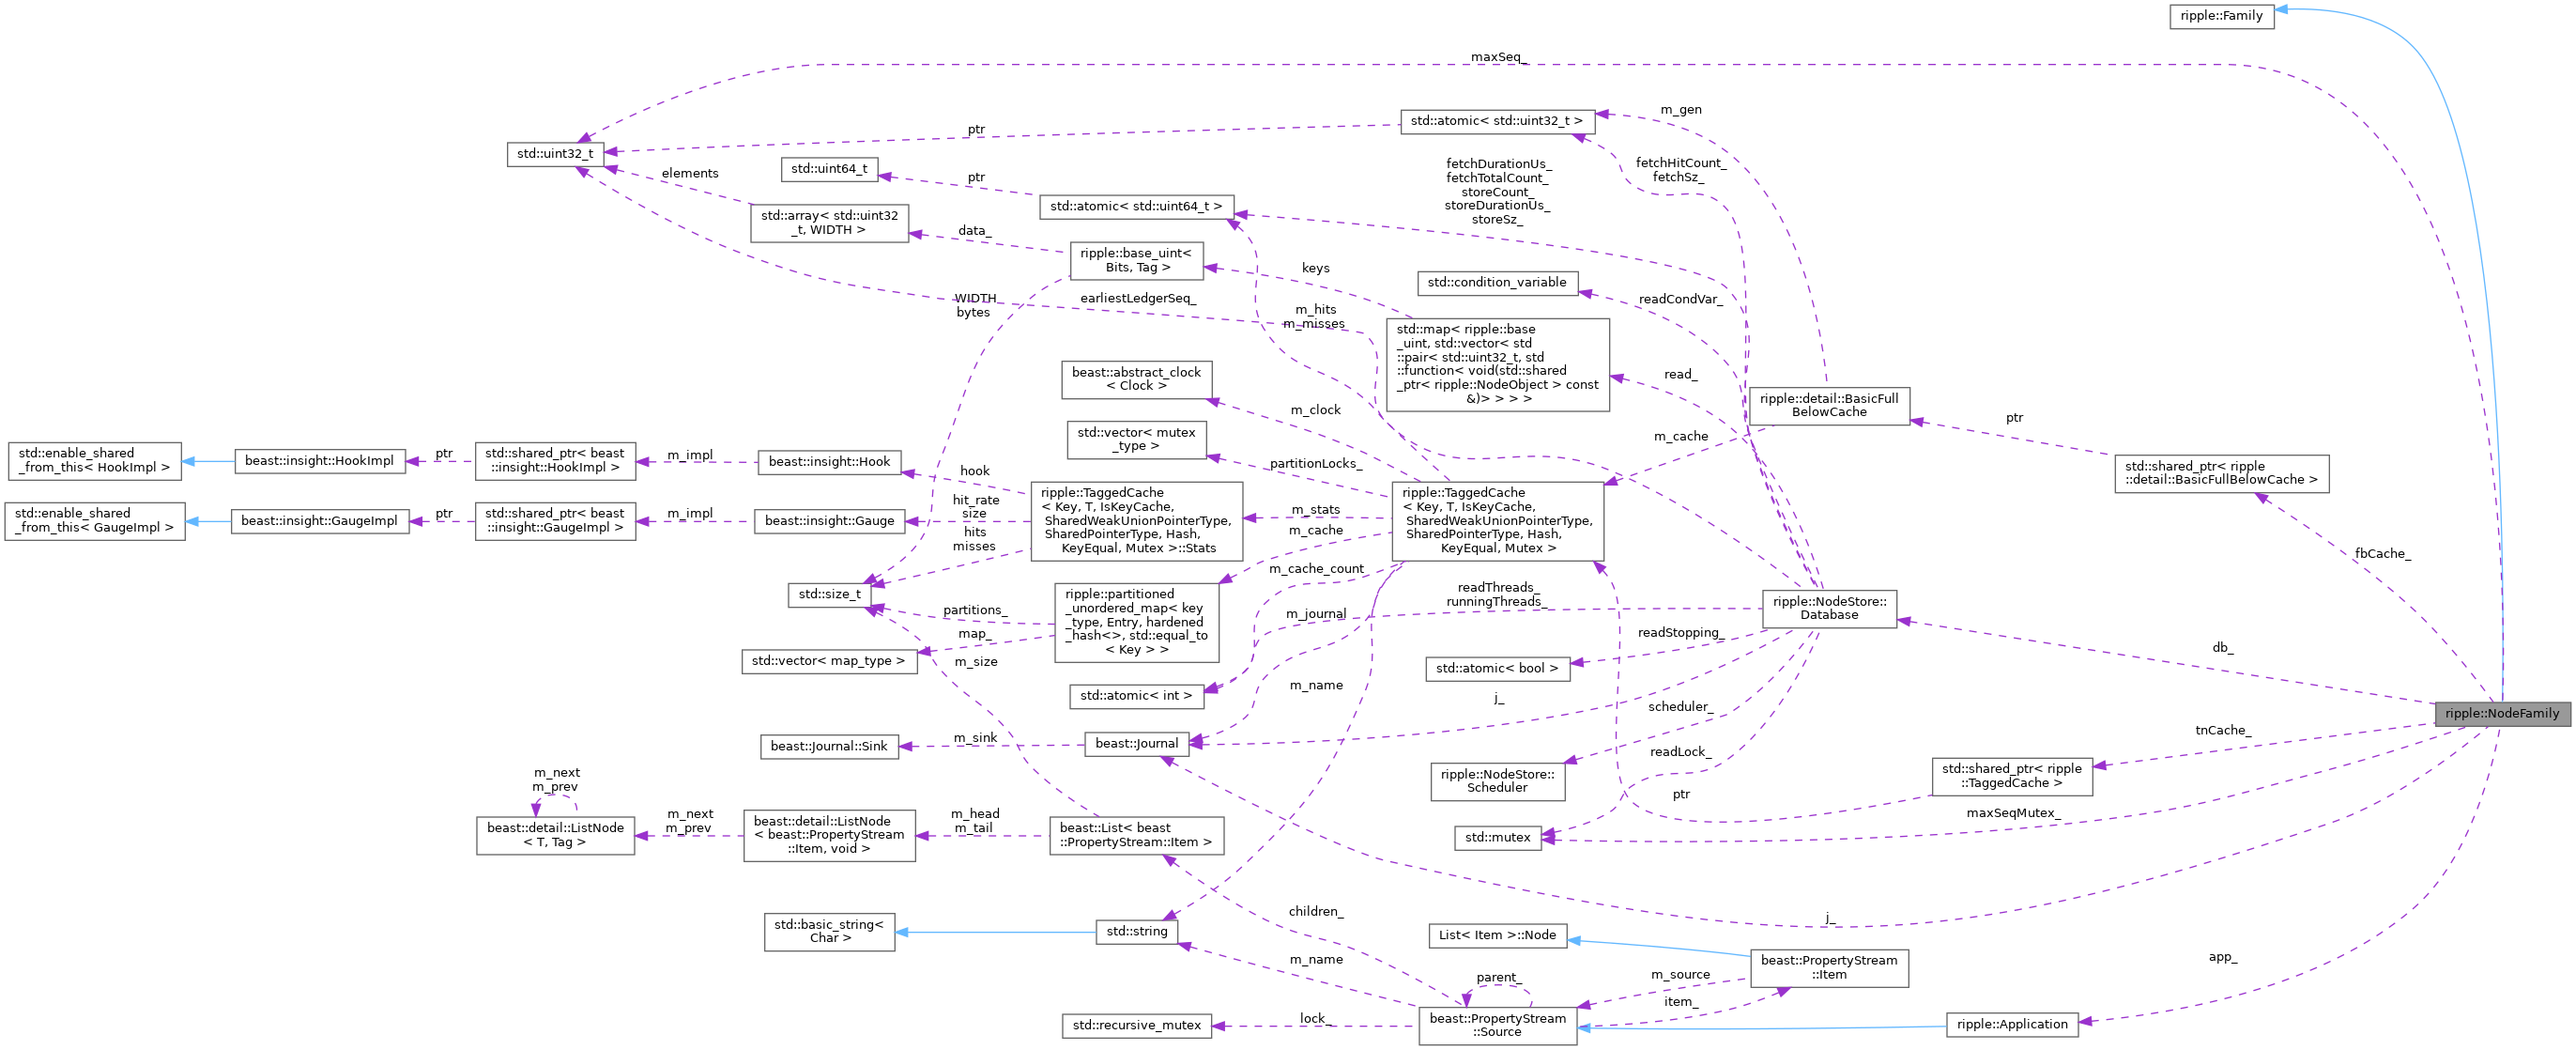 ripple::Family
maxSeq_
m_gen
std::atomic< std::uint32_t >
ptr
std::uint32_t
std::uint64_t
ptr
elements
fetchDurationUs_
fetchTotalCount_
storeCount_
storeDurationUs_
storeSz_
fetchHitCount_
fetchSz_
std::atomic< std::uint64_t >
std::array< std::uint32
_t, WIDTH >
data_
ripple::base_uint<
Bits, Tag >
keys
std::condition_variable
readCondVar_
WIDTH
bytes
earliestLedgerSeq_
m_hits
m_misses
std::map< ripple::base
_uint, std::vector< std
::pair< std::uint32_t, std
::function< void(std::shared
_ptr< ripple::NodeObject > const
&)> > > >
read_
beast::abstract_clock
< Clock >
m_clock
ripple::detail::BasicFull
BelowCache
ptr
std::vector< mutex
_type >
partitionLocks_
m_cache
std::shared_ptr< ripple
::detail::BasicFullBelowCache >
std::enable_shared
_from_this< HookImpl >
beast::insight::HookImpl
ptr
std::shared_ptr< beast
::insight::HookImpl >
m_impl
beast::insight::Hook
hook
std::enable_shared
_from_this< GaugeImpl >
beast::insight::GaugeImpl
ptr
std::shared_ptr< beast
::insight::GaugeImpl >
m_impl
beast::insight::Gauge
hit_rate
size
hits
misses
ripple::TaggedCache
< Key, T, IsKeyCache,
SharedWeakUnionPointerType,
SharedPointerType, Hash,
KeyEqual, Mutex >::Stats
m_stats
m_cache
ripple::TaggedCache
< Key, T, IsKeyCache,
SharedWeakUnionPointerType,
SharedPointerType, Hash,
KeyEqual, Mutex >
fbCache_
m_cache_count
std::size_t
partitions_
map_
ripple::partitioned
_unordered_map< key
_type, Entry, hardened
_hash<>, std::equal_to
< Key > >
m_journal
readThreads_
runningThreads_
ripple::NodeStore::
Database
readStopping_
db_
std::vector< map_type >
m_size
std::atomic< bool >
std::atomic< int >
m_name
j_
scheduler_
ripple::NodeFamily
beast::Journal::Sink
m_sink
beast::Journal
readLock_
tnCache_
ripple::NodeStore::
Scheduler
std::shared_ptr< ripple
::TaggedCache >
ptr
m_next
m_prev
beast::detail::ListNode
< T, Tag >
m_next
m_prev
beast::detail::ListNode
< beast::PropertyStream
::Item, void >
m_head
m_tail
beast::List< beast
::PropertyStream::Item >
std::mutex
maxSeqMutex_
children_
j_
std::basic_string<
Char >
std::string
m_name
List< Item >::Node
beast::PropertyStream
::Item
m_source
item_
parent_
app_
std::recursive_mutex
lock_
beast::PropertyStream
::Source
ripple::Application